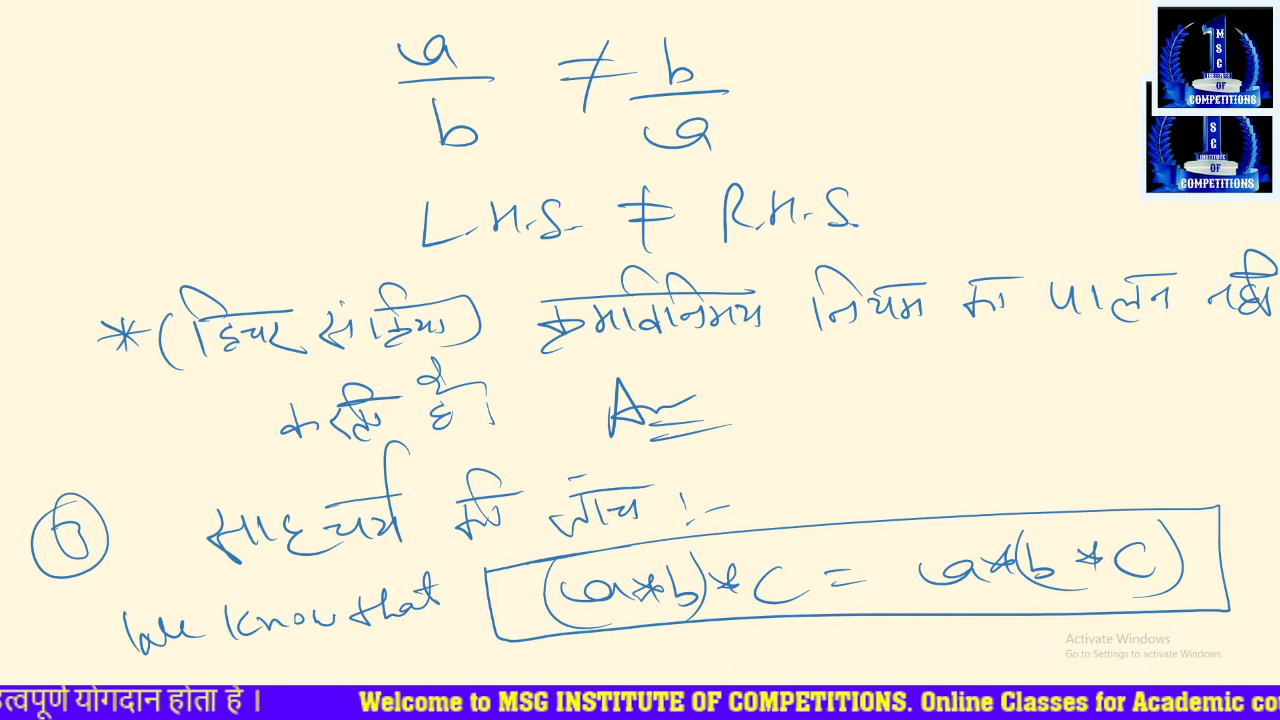 a/b ≠ b/a
L.H.S. ≠ R.H.S.
*(द्विचर संक्रिया) क्रमविनिमय नियम का पालन नहीं
करती है। Ans
साहचर्य की जाँच :-
We know that (a*b)*c = a*(b*c)
1
MSG
INSTITUTE
OF
COMPETITIONS
S
G
INSTITUTE
OF
COMPETITIONS
Activate Windows
Go to Settings to activate Windows.
त्वपूर्ण योगदान होता है । Welcome to MSG INSTITUTE OF COMPETITIONS. Online Classes for Academic co